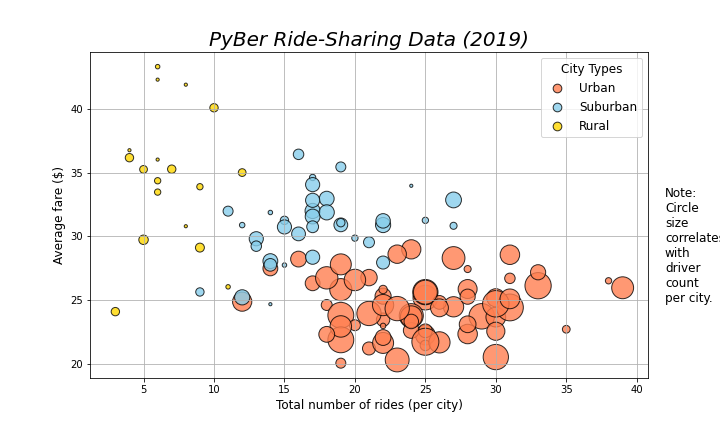 PyBer Ride-Sharing Data (2019)
Average fare ($)
40
35
30
25
20
5
10
15
20
25
30
35
40
Total number of rides (per city)
City Types
Urban
Suburban
Rural
Note:
Circle
size
correlates
with
driver
count
per city.